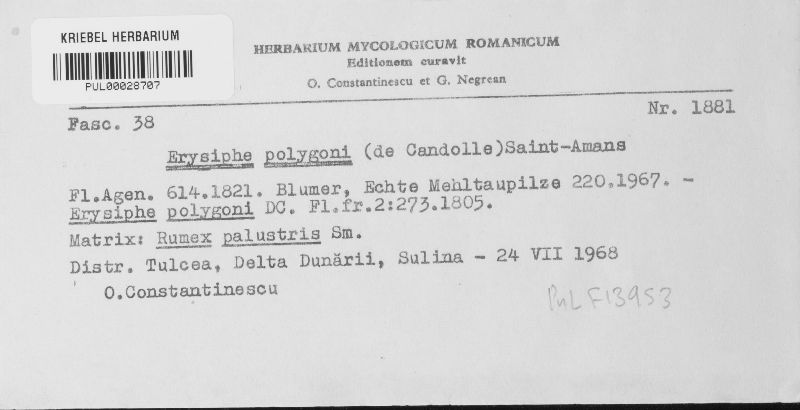 KRIEBEL HERBARIUM
PUL00028707
HERBARIUM MYCOLOGICUM ROMANICUM
Editionem curavit
O. Constantinescu et G. Negrean
Fasc. 38
Nr. 1881
Erysiphe polygoni (de Candolle)Saint-Amans
Fl.Agen. 614.1821. Blumer, Echte Mehltaupilze 220.1967. -
Erysiphe polygoni DC. Fl.fr.2:273.1805.
Matrix: Rumex palustris Sm.
Distr. Tulcea, Delta Dunării, Sulina - 24 VII 1968
O.Constantinescu
PuL F13953